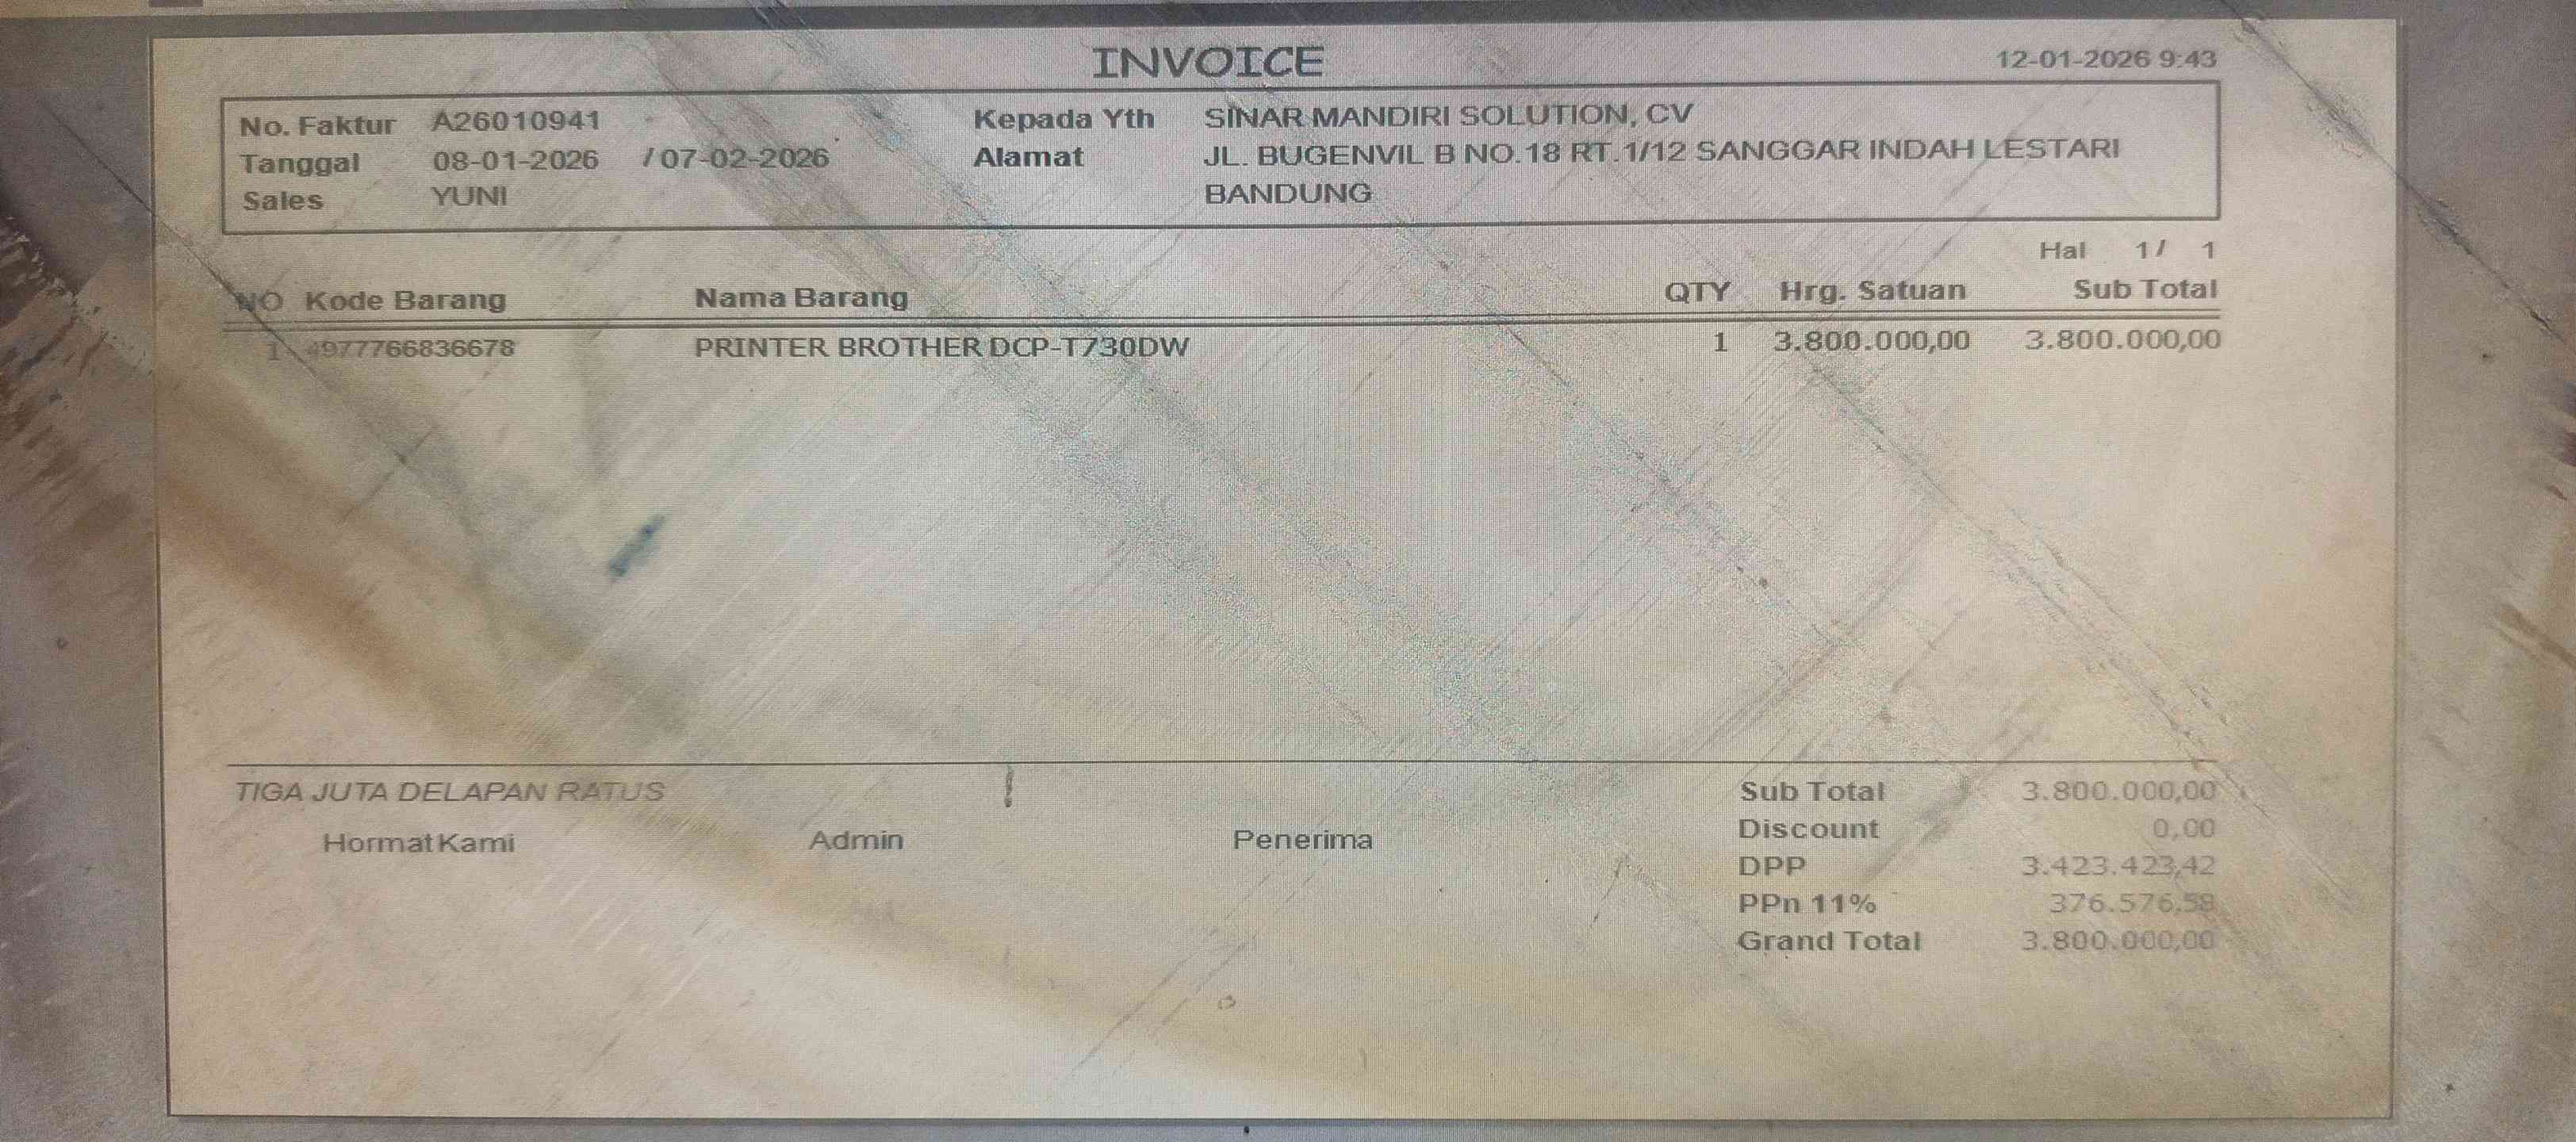 INVOICE
12-01-2026 9:43
No. Faktur A26010941
Tanggal 08-01-2026 / 07-02-2026
Sales YUNI
Kepada Yth SINAR MANDIRI SOLUTION, CV
Alamat JL. BUGENVIL B NO.18 RT.1/12 SANGGAR INDAH LESTARI
BANDUNG
Hal 1 / 1
NO Kode Barang Nama Barang QTY Hrg. Satuan Sub Total
1 4977766836678 PRINTER BROTHER DCP-T730DW 1 3.800.000,00 3.800.000,00
TIGA JUTA DELAPAN RATUS
Hormat Kami Admin Penerima
Sub Total 3.800.000,00
Discount 0,00
DPP 3.423.423,42
PPn 11% 376.576,58
Grand Total 3.800.000,00